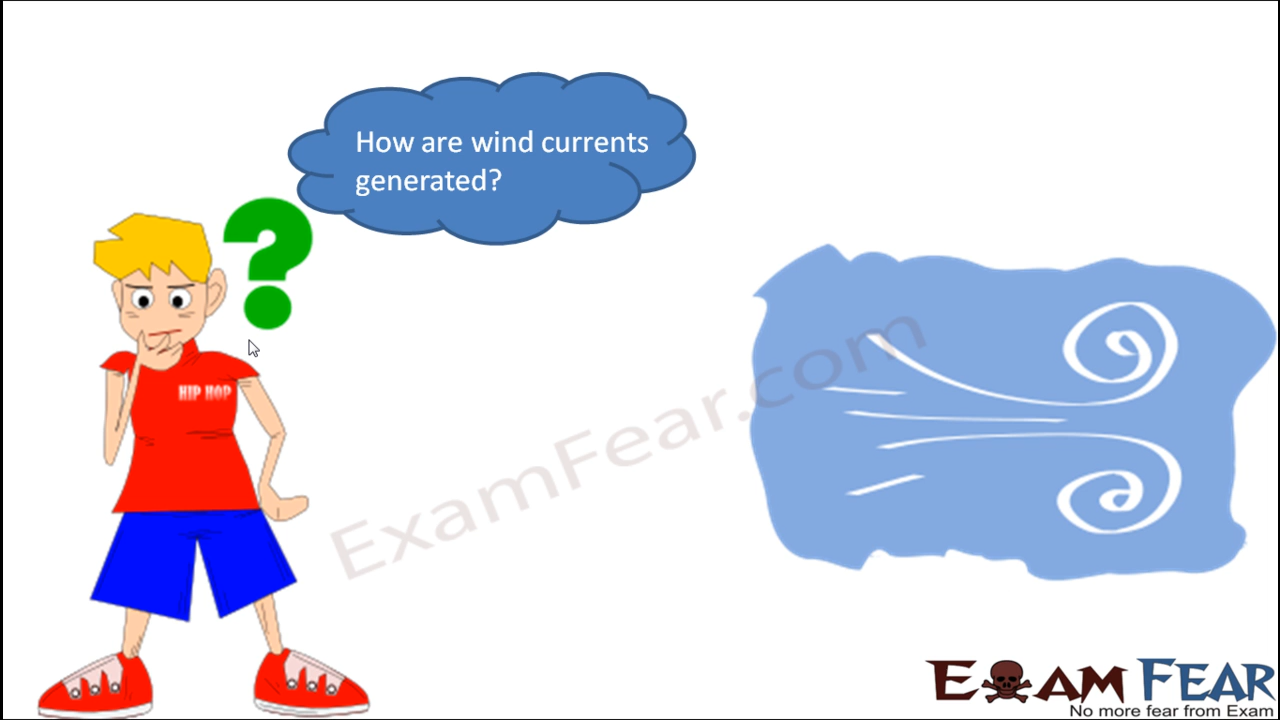 How are wind currents
generated?
HIP HOP
ExamFear.com
EXAM FEAR
No more fear from Exam